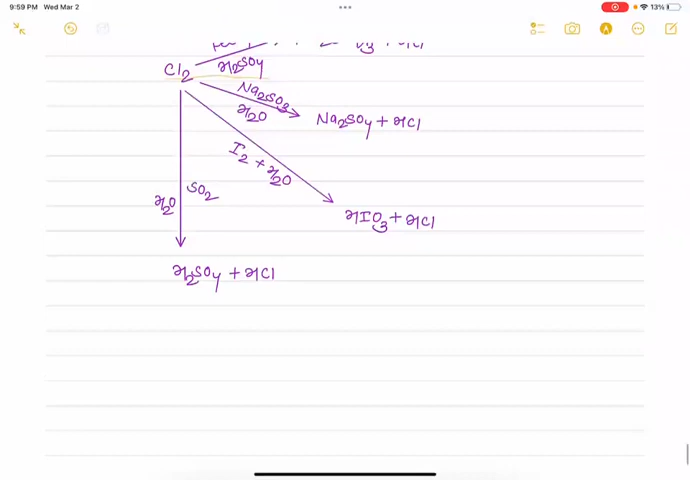 9:59 PM Wed Mar 2
13%
Cl2
H2SO4
Na2SO3
H2O
Na2SO4 + HCl
I2 + H2O
H2O
SO2
HIO3 + HCl
H2SO4 + HCl